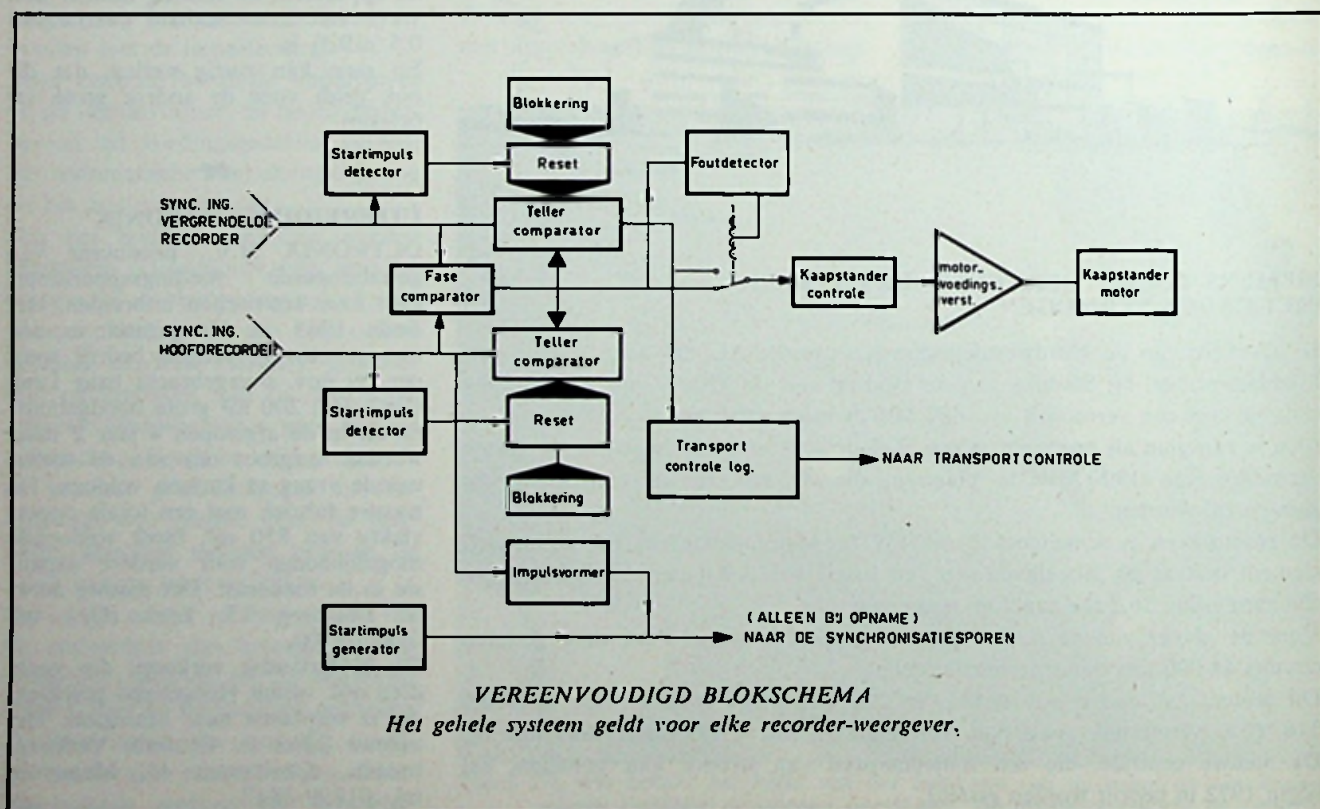 Blokkering
Startimpuls
detector
Reset
Foutdetector
SYNC. ING.
VERGRENDELDE
RECORDER
Teller
comparator
Fase
comparator
Kaapstander
controle
motor_
voedings_
verst.
Kaapstander
motor
SYNC. ING.
HOOFDRECORDER
Teller
comparator
Startimpuls
detector
Reset
Transport
controle log.
NAAR TRANSPORT CONTROLE
Blokkering
Impulsvormer
Startimpuls
generator
(ALLEEN BIJ OPNAME)
NAAR DE SYNCHRONISATIESPOREN
VEREENVOUDIGD BLOKSCHEMA
Het gehele systeem geldt voor elke recorder-weergever.